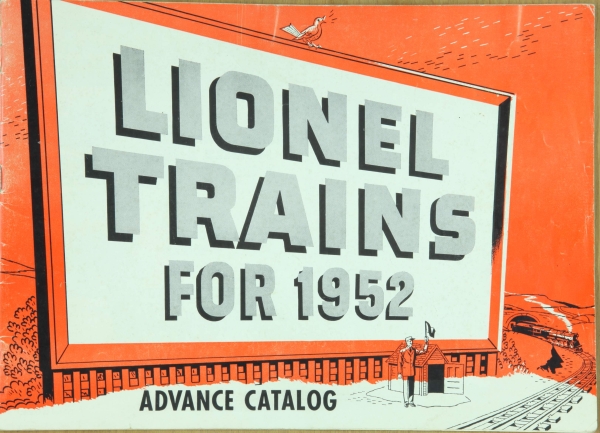 LIONEL
TRAINS
FOR 1952
ADVANCE CATALOG